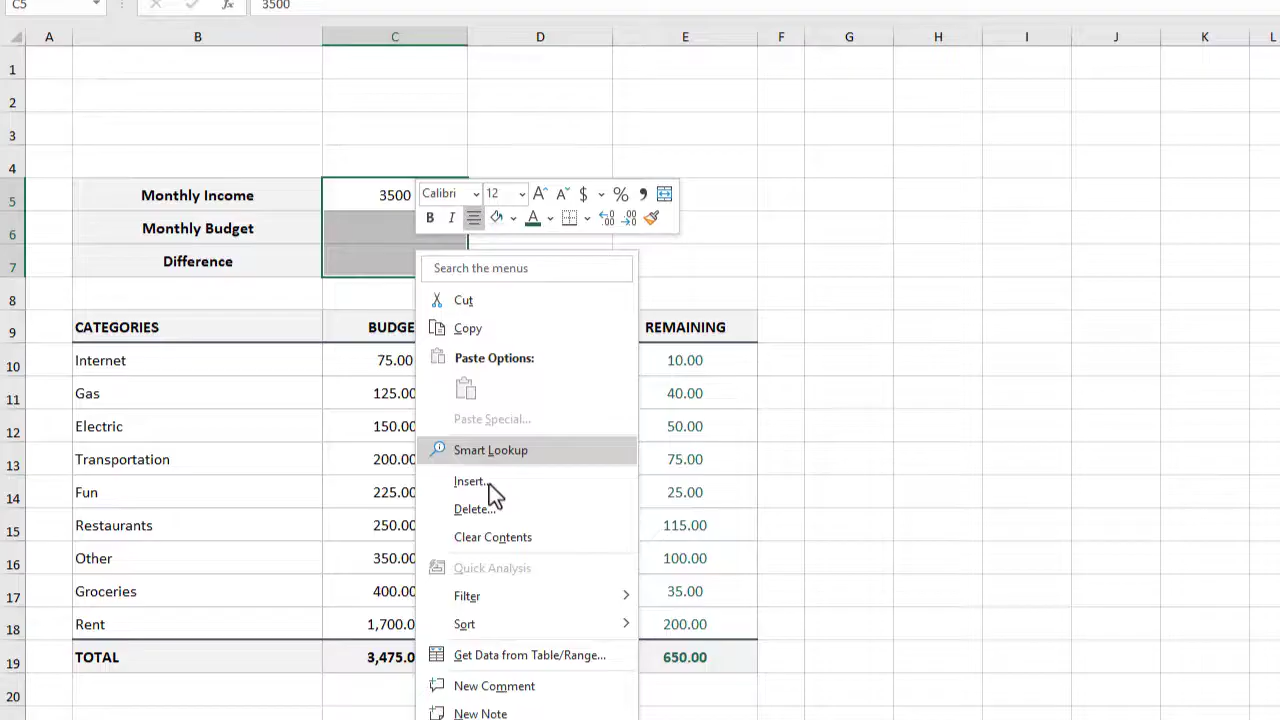 C5 fx 3500
A B C D E F G H I J K L
1
2
3
4
5 Monthly Income 3500
6 Monthly Budget
7 Difference
Calibri 12 A A $ % ,
B I A .00 .00
8
Search the menus
Cut
9 CATEGORIES BUDGE REMAINING
Copy
10 Internet 75.00 10.00
Paste Options:
11 Gas 125.00 40.00
12 Electric 150.00 50.00
Paste Special...
13 Transportation 200.00 75.00
Smart Lookup
14 Fun 225.00 25.00
Insert...
Delete...
15 Restaurants 250.00 115.00
Clear Contents
16 Other 350.00 100.00
Quick Analysis
17 Groceries 400.00 35.00
Filter
18 Rent 1,700.0 200.00
Sort
19 TOTAL 3,475.0 650.00
Get Data from Table/Range...
20
New Comment
New Note